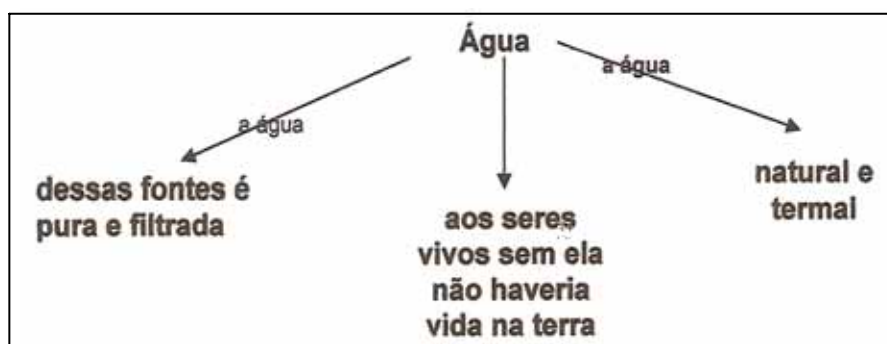 Água
a água
a água
dessas fontes é
pura e filtrada
aos seres
vivos sem ela
não haveria
vida na terra
natural e
termal